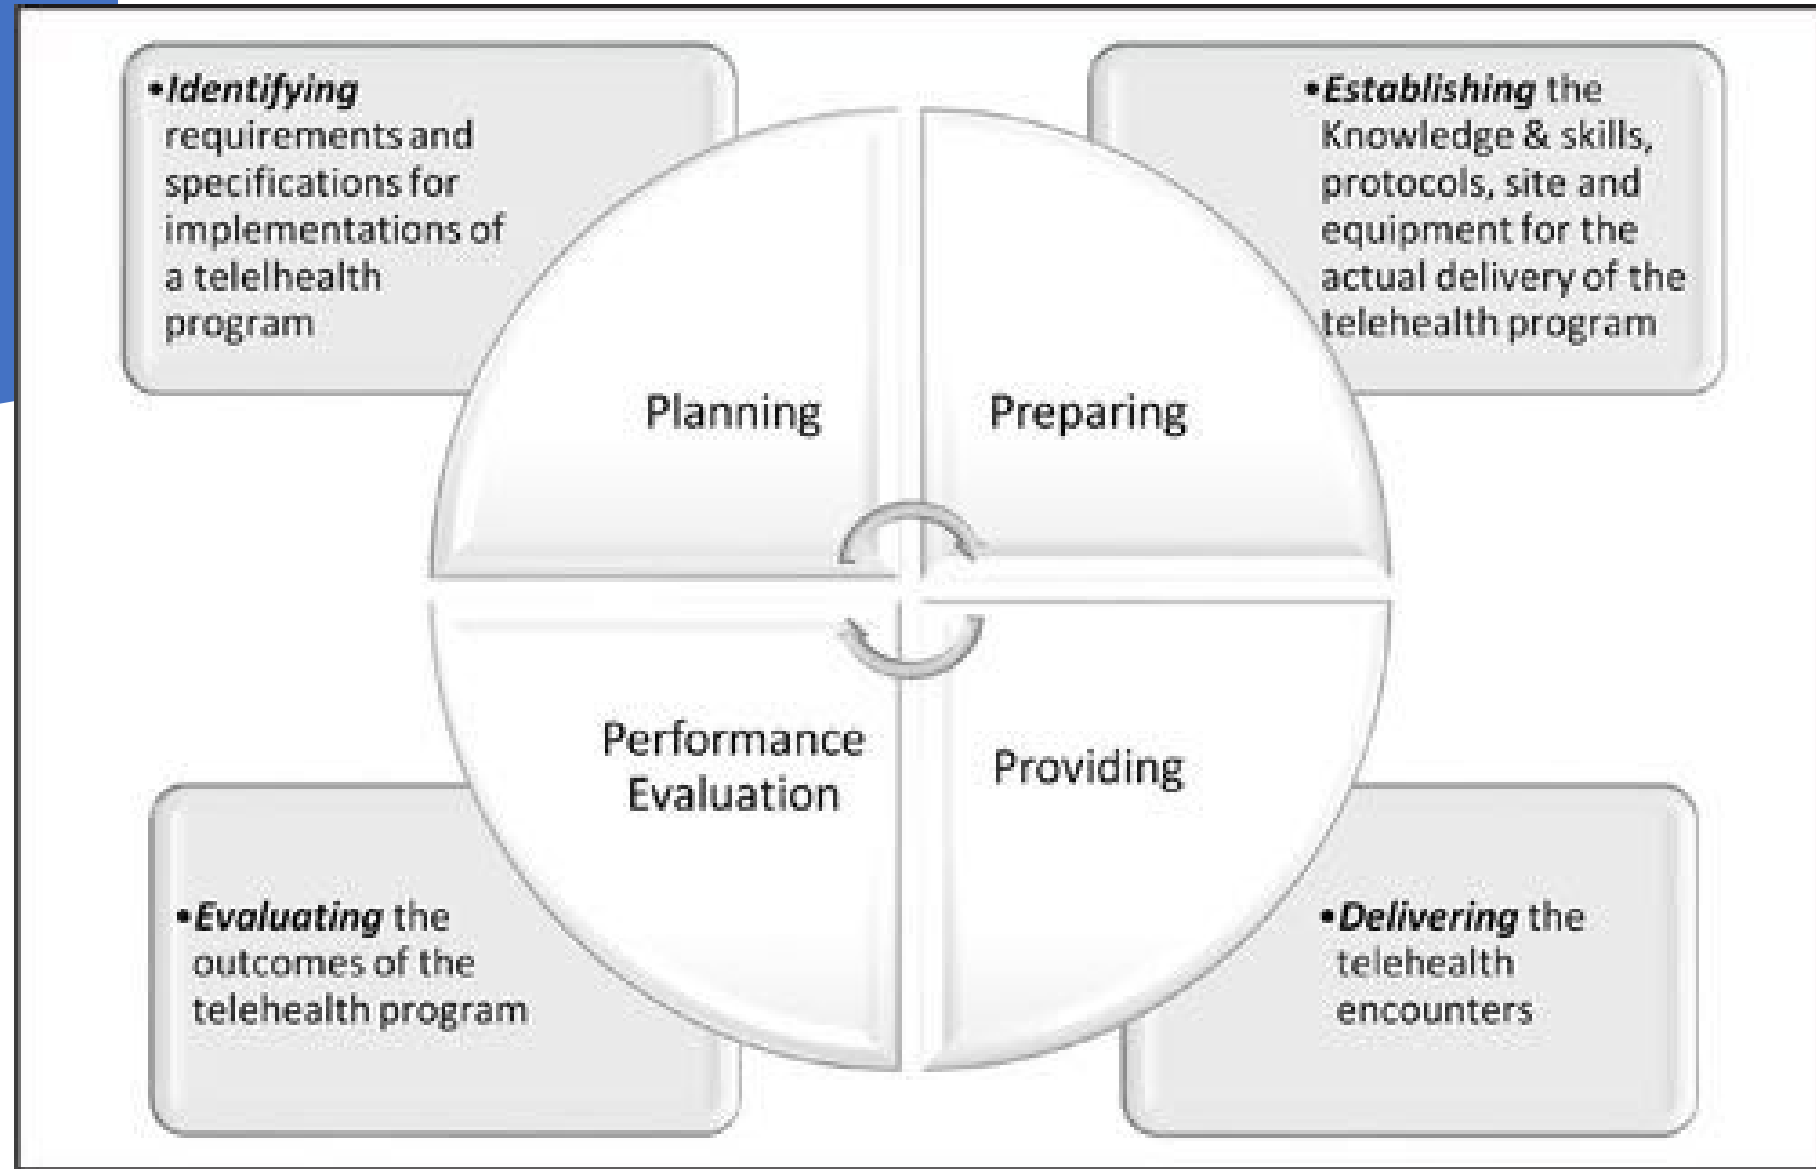 •Identifying
requirements and
specifications for
implementations of
a telelhealth
program
•Establishing the
Knowledge & skills,
protocols, site and
equipment for the
actual delivery of the
telehealth program
Planning
Preparing
Performance
Evaluation
Providing
•Evaluating the
outcomes of the
telehealth program
•Delivering the
telehealth
encounters